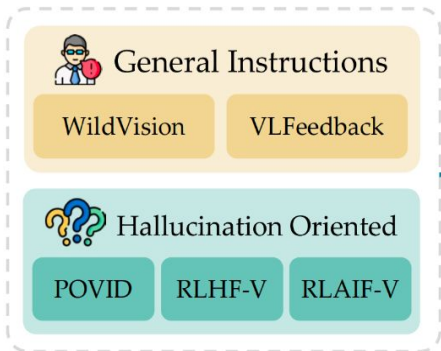 General Instructions
WildVision VLFeedback
Hallucination Oriented
POVID RLHF-V RLAIF-V